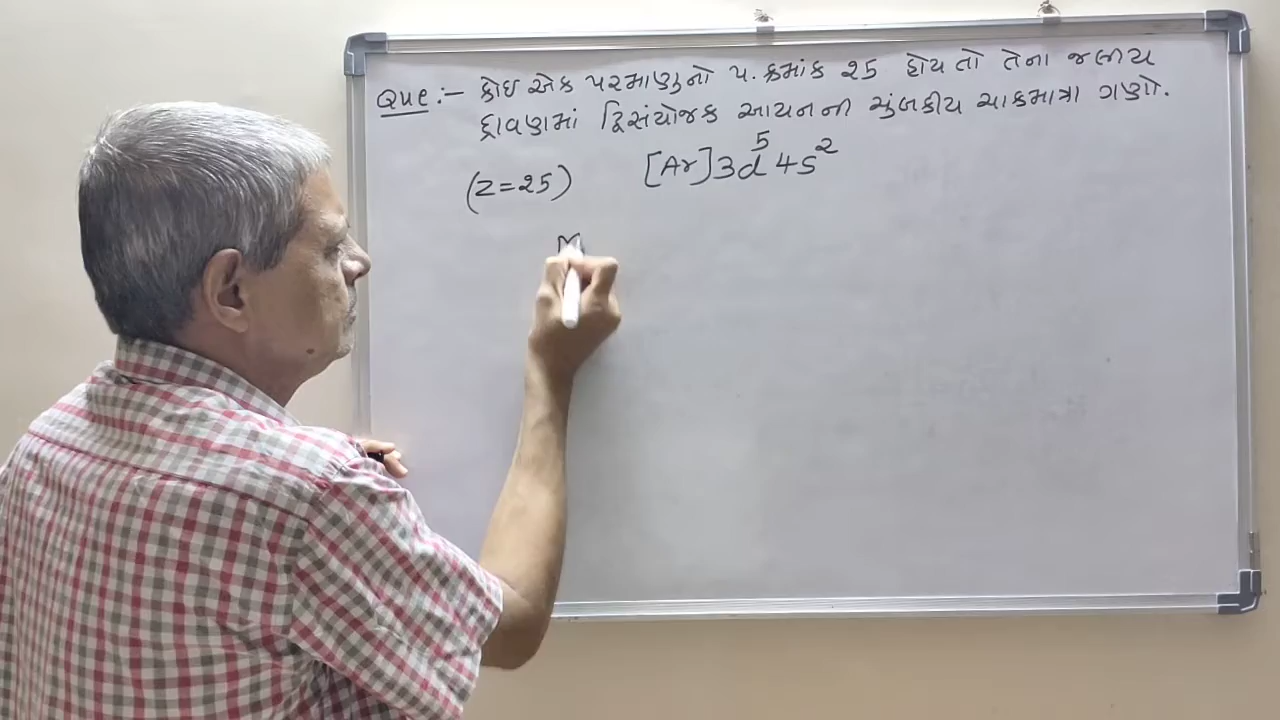 Que :- કોઇ એક પરમાણુનો પ. ક્રમાંક 25 હોય તો તેના જલીય
દ્રાવણમાં દ્વિસંયોજક આયનની ચુંબકીય ચાકમાત્રા ગણો.
(Z=25) [Ar]3d⁵4s²
M